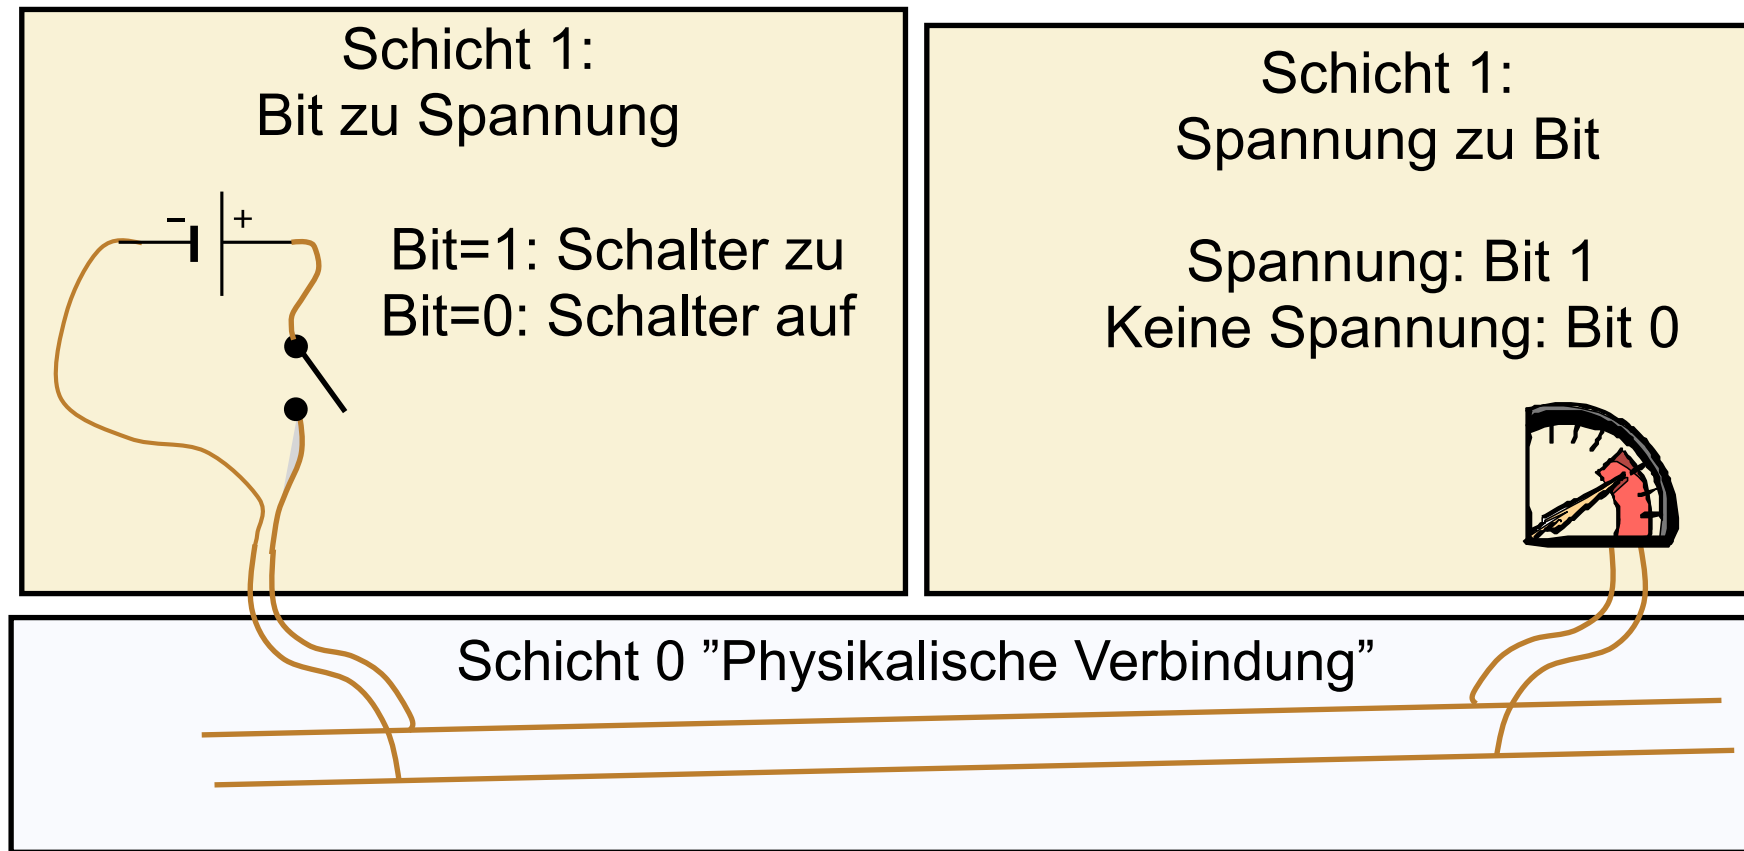 Schicht 1:
Bit zu Spannung
− +
Bit=1: Schalter zu
Bit=0: Schalter auf
Schicht 1:
Spannung zu Bit
Spannung: Bit 1
Keine Spannung: Bit 0
Schicht 0 ”Physikalische Verbindung”